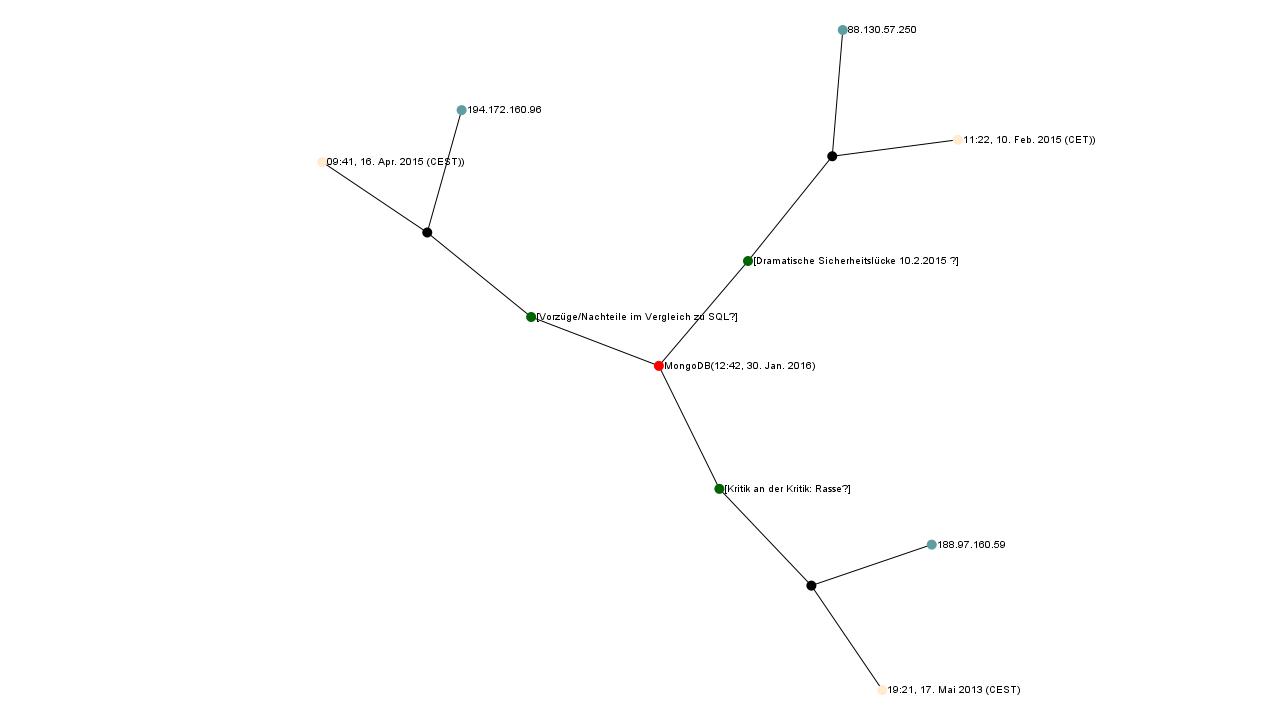 88.130.57.250
194.172.160.96
11:22, 10. Feb. 2015 (CET))
09:41, 16. Apr. 2015 (CEST))
[Dramatische Sicherheitslücke 10.2.2015 ?]
[Vorzüge/Nachteile im Vergleich zu SQL?]
MongoDB(12:42, 30. Jan. 2016)
[Kritik an der Kritik: Rasse?]
188.97.160.59
19:21, 17. Mai 2013 (CEST)